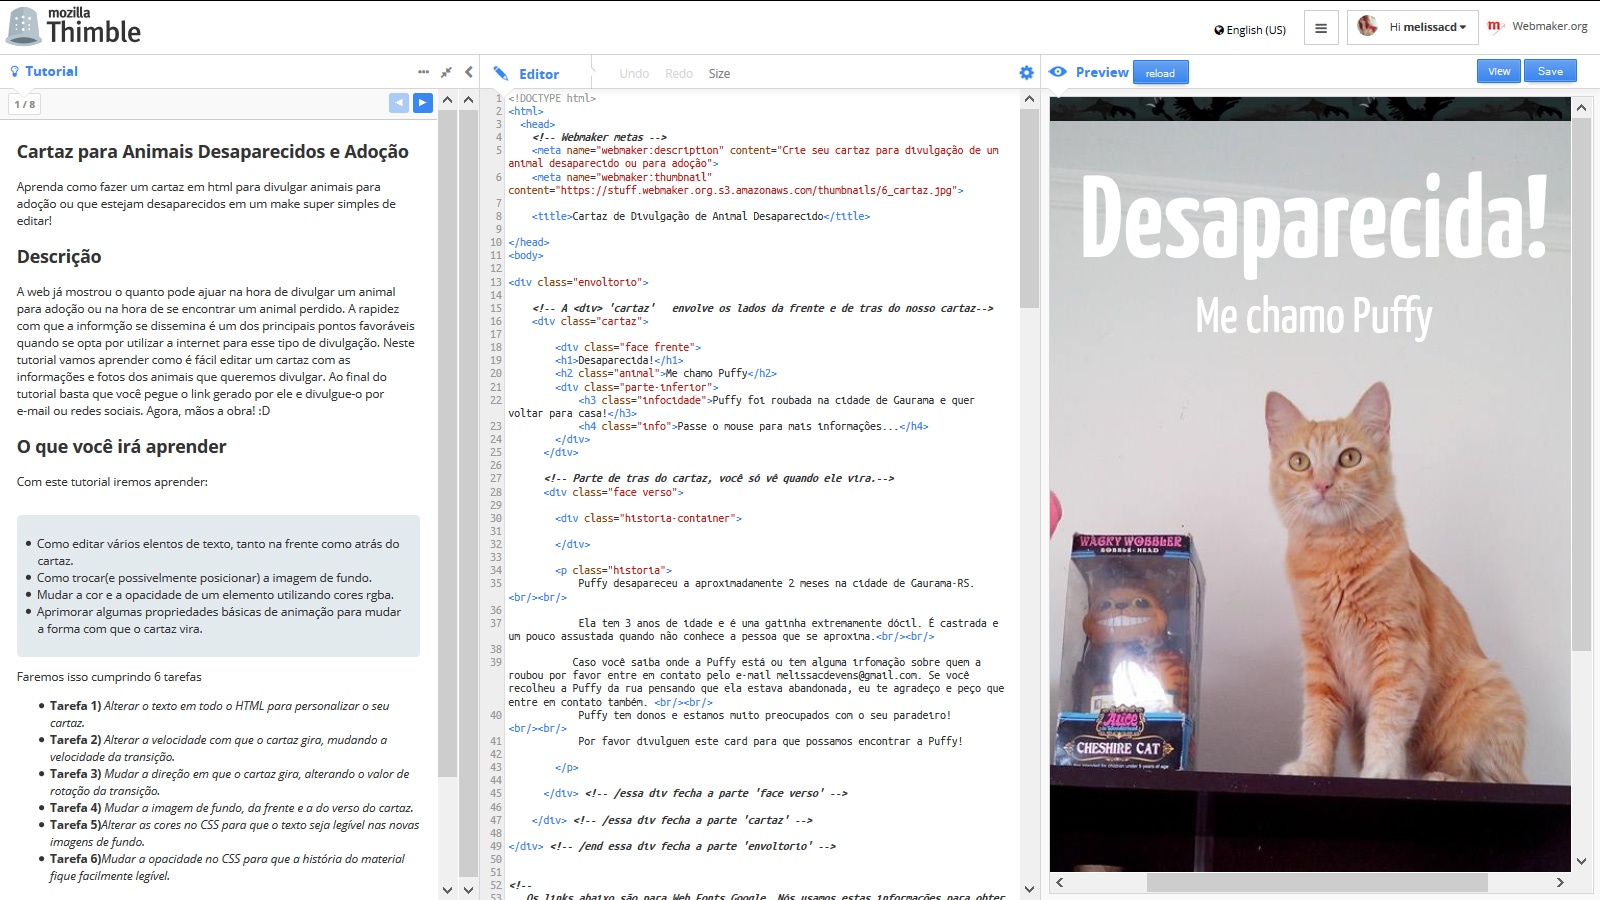 mozilla
Thimble
English (US)
Hi melissacd
Webmaker.org
Tutorial
Editor
Undo Redo Size
Preview reload
View Save
1 / 8
Cartaz para Animais Desaparecidos e Adoção
Aprenda como fazer um cartaz em html para divulgar animais para
adoção ou que estejam desaparecidos em um make super simples de
editar!
Descrição
A web já mostrou o quanto pode ajuar na hora de divulgar um animal
para adoção ou na hora de se encontrar um animal perdido. A rapidez
com que a informção se dissemina é um dos principais pontos favoráveis
quando se opta por utilizar a internet para esse tipo de divulgação. Neste
tutorial vamos aprender como é fácil editar um cartaz com as
informações e fotos dos animais que queremos divulgar. Ao final do
tutorial basta que você pegue o link gerado por ele e divulgue-o por
e-mail ou redes sociais. Agora, mãos a obra! :D
O que você irá aprender
Com este tutorial iremos aprender:
Como editar vários elentos de texto, tanto na frente como atrás do
cartaz.
Como trocar(e possivelmente posicionar) a imagem de fundo.
Mudar a cor e a opacidade de um elemento utilizando cores rgba.
Aprimorar algumas propriedades básicas de animação para mudar
a forma com que o cartaz vira.
Faremos isso cumprindo 6 tarefas
Tarefa 1) Alterar o texto em todo o HTML para personalizar o seu
cartaz.
Tarefa 2) Alterar a velocidade com que o cartaz gira, mudando a
velocidade da transição.
Tarefa 3) Mudar a direção em que o cartaz gira, alterando o valor de
rotação da transição.
Tarefa 4) Mudar a imagem de fundo, da frente e a do verso do cartaz.
Tarefa 5)Alterar as cores no CSS para que o texto seja legível nas novas
imagens de fundo.
Tarefa 6)Mudar a opacidade no CSS para que a história do material
fique facilmente legível.
1 <!DOCTYPE html>
2 <html>
3 <head>
4 <!-- Webmaker metas -->
5 <meta name="webmaker:description" content="Crie seu cartaz para divulgação de um
animal desaparecido ou para adoção">
6 <meta name="webmaker:thumbnail"
content="https://stuff.webmaker.org.s3.amazonaws.com/thumbnails/6_cartaz.jpg">
7
8 <title>Cartaz de Divulgação de Animal Desaparecido</title>
9
10 </head>
11 <body>
12
13 <div class="envoltorio">
14
15 <!-- A <div> 'cartaz' envolve os lados da frente e de tras do nosso cartaz-->
16 <div class="cartaz">
17
18 <div class="face frente">
19 <h1>Desaparecida!</h1>
20 <h2 class="animal">Me chamo Puffy</h2>
21 <div class="parte-inferior">
22 <h3 class="infocidade">Puffy foi roubada na cidade de Gaurama e quer
voltar para casa!</h3>
23 <h4 class="info">Passe o mouse para mais informações...</h4>
24 </div>
25 </div>
26
27 <!-- Parte de tras do cartaz, você só vê quando ele vira.-->
28 <div class="face verso">
29
30 <div class="historia-container">
31
32 </div>
33
34 <p class="historia">
35 Puffy desapareceu a aproximadamente 2 meses na cidade de Gaurama-RS.
<br/><br/>
36
37 Ela tem 3 anos de idade e é uma gatinha extremamente dócil. É castrada e
um pouco assustada quando não conhece a pessoa que se aproxima.<br/><br/>
38
39 Caso você saiba onde a Puffy está ou tem alguma irfomação sobre quem a
roubou por favor entre em contato pelo e-mail melissacdevens@gmail.com. Se você
recolheu a Puffy da rua pensando que ela estava abandonada, eu te agradeço e peço que
entre em contato também. <br/><br/>
40 Puffy tem donos e estamos muito preocupados com o seu paradeiro!
<br/><br/>
41 Por favor divulguem este card para que possamos encontrar a Puffy!
42
43 </p>
44
45 </div> <!-- /essa div fecha a parte 'face verso' -->
46
47 </div> <!-- /essa div fecha a parte 'cartaz' -->
48
49 </div> <!-- /end essa div fecha a parte 'envoltorio' -->
50
51
52 <!--
53 Os links abaixo são para Web Fonts Google. Nós usamos estas informações para obter
Desaparecida!
Me chamo Puffy
WACKY WOBBLER
BOBBLE-HEAD
Alice
CHESHIRE CAT